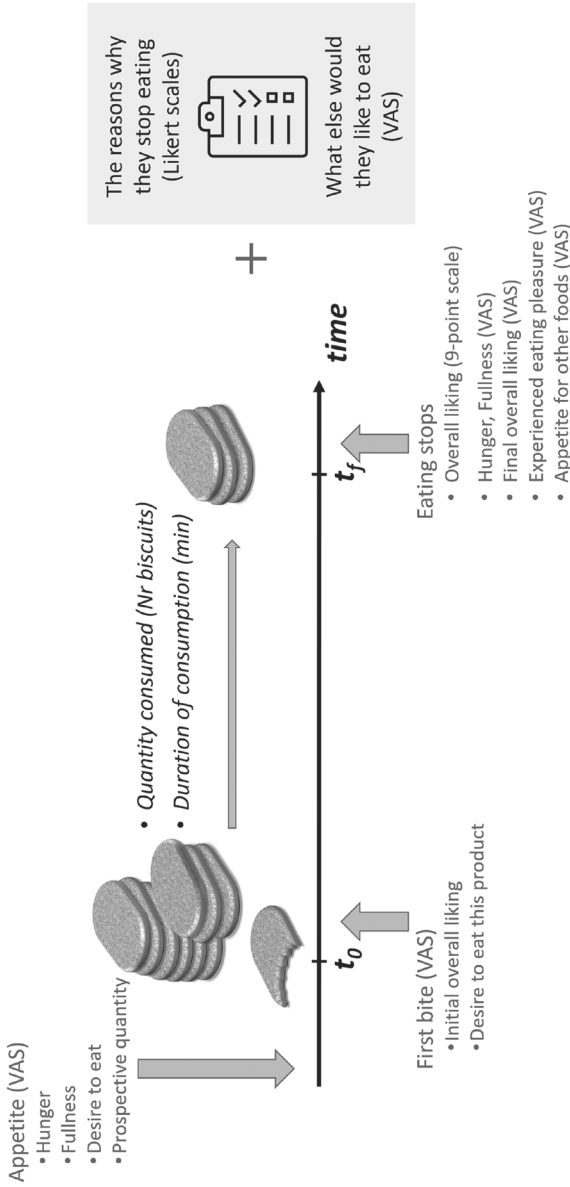 Appetite (VAS)
• Hunger
• Fullness
• Desire to eat
• Prospective quantity
• Quantity consumed (Nr biscuits)
• Duration of consumption (min)
t0
tf
time
First bite (VAS)
• Initial overall liking
• Desire to eat this product
Eating stops
• Overall liking (9-point scale)
• Hunger, Fullness (VAS)
• Final overall liking (VAS)
• Experienced eating pleasure (VAS)
• Appetite for other foods (VAS)
+
The reasons why
they stop eating
(Likert scales)
What else would
they like to eat
(VAS)